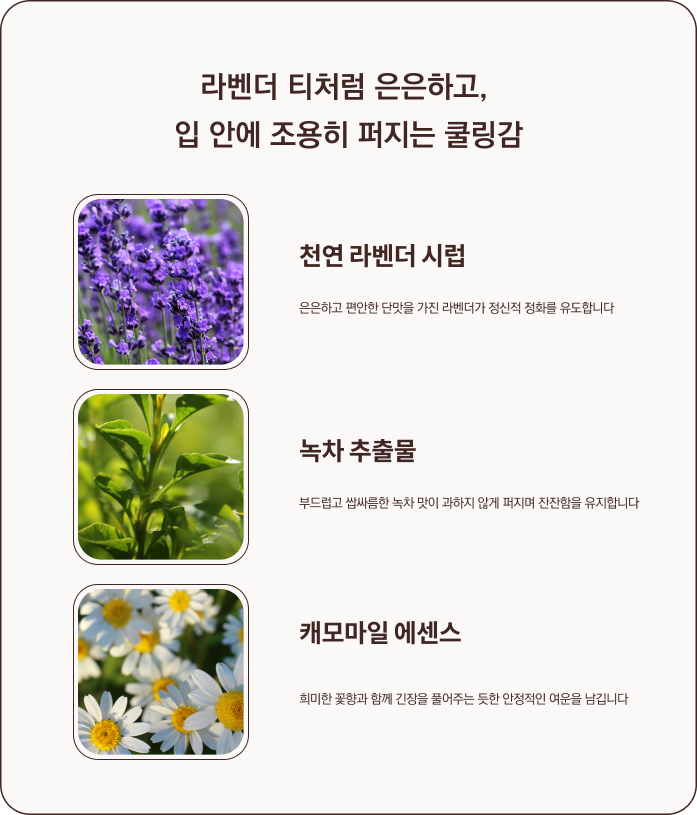 라벤더 티처럼 은은하고,
입 안에 조용히 퍼지는 쿨링감
천연 라벤더 시럽
은은하고 편안한 단맛을 가진 라벤더가 정신적 정화를 유도합니다
녹차 추출물
부드럽고 쌉싸름한 녹차 맛이 과하지 않게 퍼지며 잔잔함을 유지합니다
캐모마일 에센스
희미한 꽃향과 함께 긴장을 풀어주는 듯한 안정적인 여운을 남깁니다